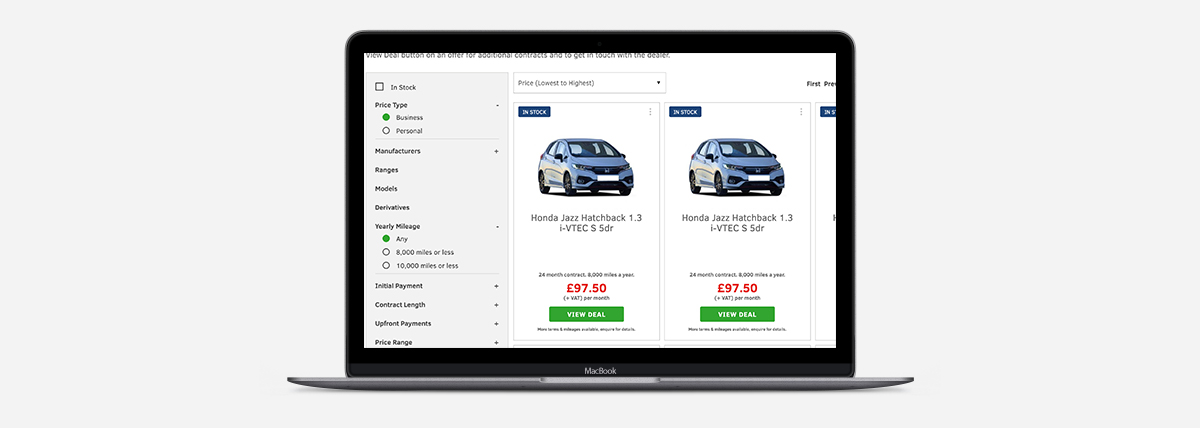 View Deal button on an offer for additional contracts and to get in touch with the dealer.
In Stock
Price Type -
Business
Personal
Manufacturers +
Ranges
Models
Derivatives
Yearly Mileage -
Any
8,000 miles or less
10,000 miles or less
Initial Payment +
Contract Length +
Upfront Payments +
Price Range +
Price (Lowest to Highest)
First Prev
IN STOCK
Honda Jazz Hatchback 1.3
i-VTEC S 5dr
24 month contract. 8,000 miles a year.
£97.50
(+ VAT) per month
VIEW DEAL
More terms & mileages available, enquire for details.
IN STOCK
Honda Jazz Hatchback 1.3
i-VTEC S 5dr
24 month contract. 8,000 miles a year.
£97.50
(+ VAT) per month
VIEW DEAL
More terms & mileages available, enquire for details.
IN S
MacBook